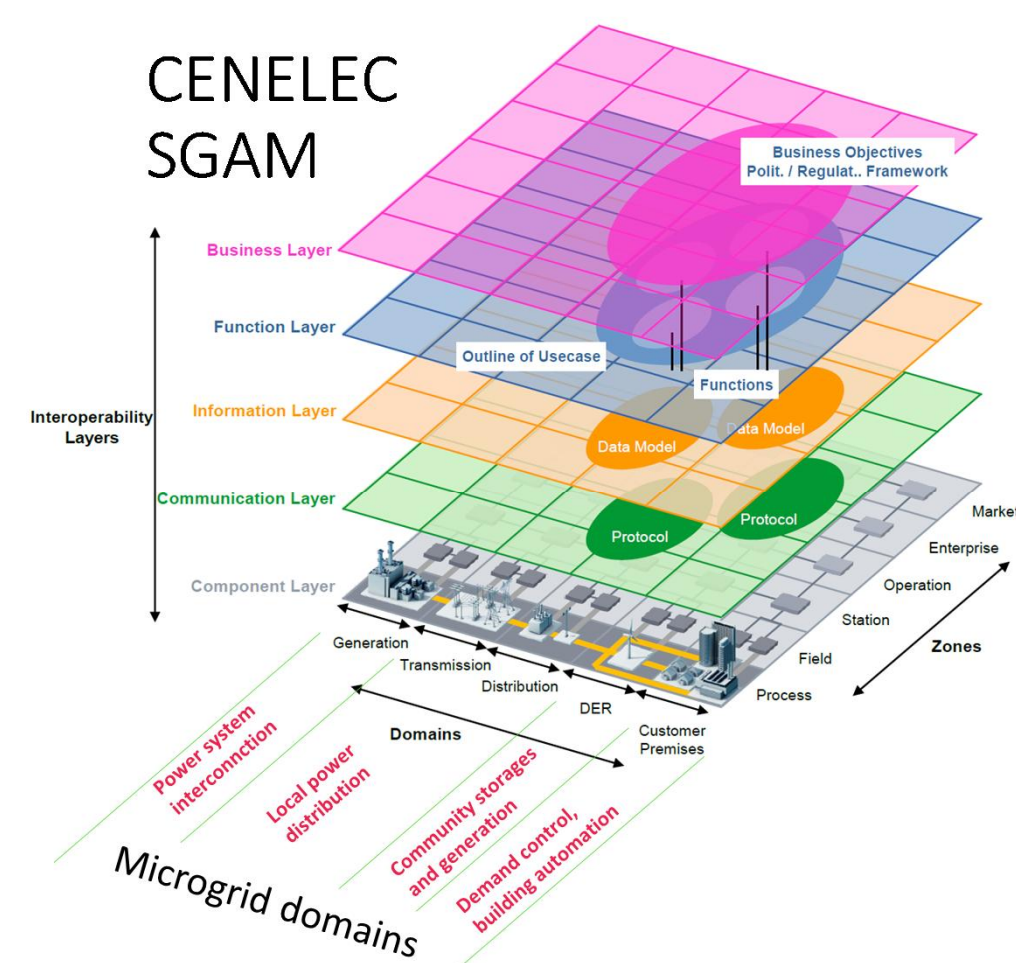 CENELEC
SGAM
Business Objectives
Polit. / Regulat.. Framework
Business Layer
Function Layer
Outline of Usecase
Functions
Interoperability
Layers
Information Layer
Data Model
Data Model
Communication Layer
Protocol
Protocol
Component Layer
Market
Enterprise
Operation
Station
Field
Process
Zones
Generation
Transmission
Distribution
DER
Customer
Premises
Domains
Power system
interconnction
Local power
distribution
Community storages
and generation
Demand control,
building automation
Microgrid domains